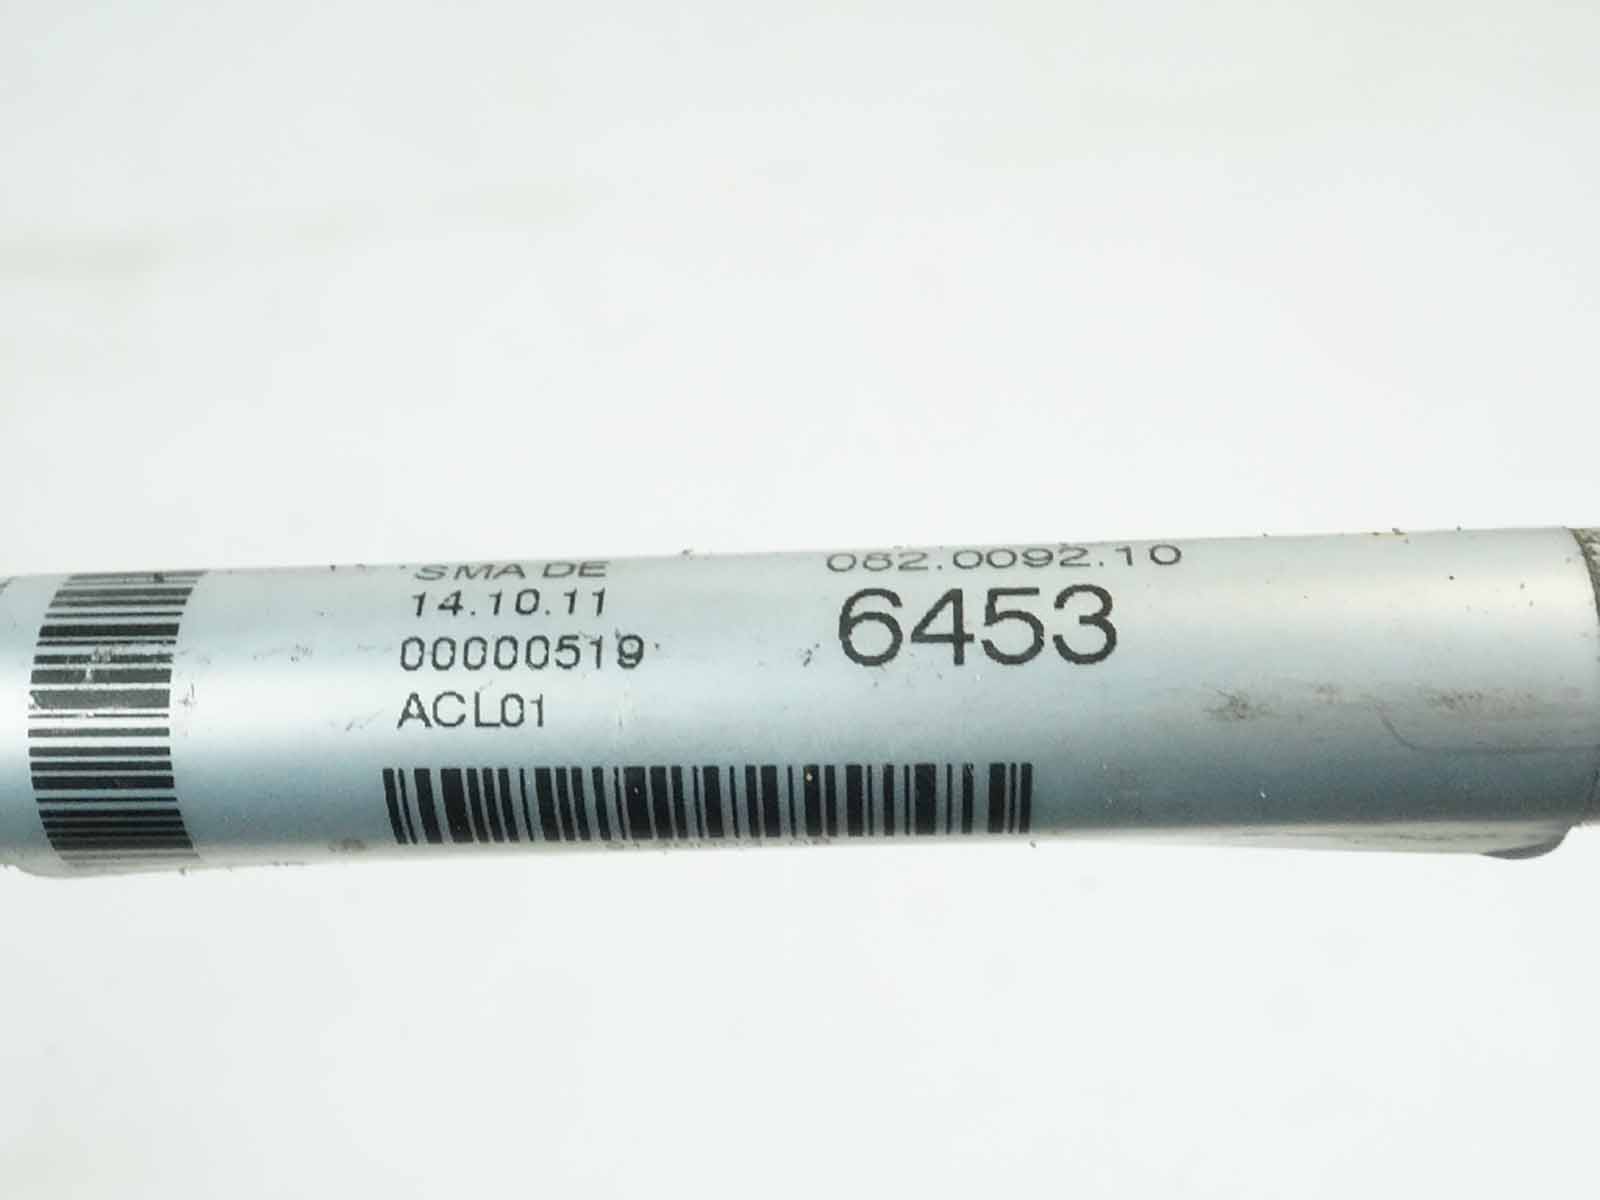 SMA DE
14.10.11
00000519
ACL01
082.0092.10
6453